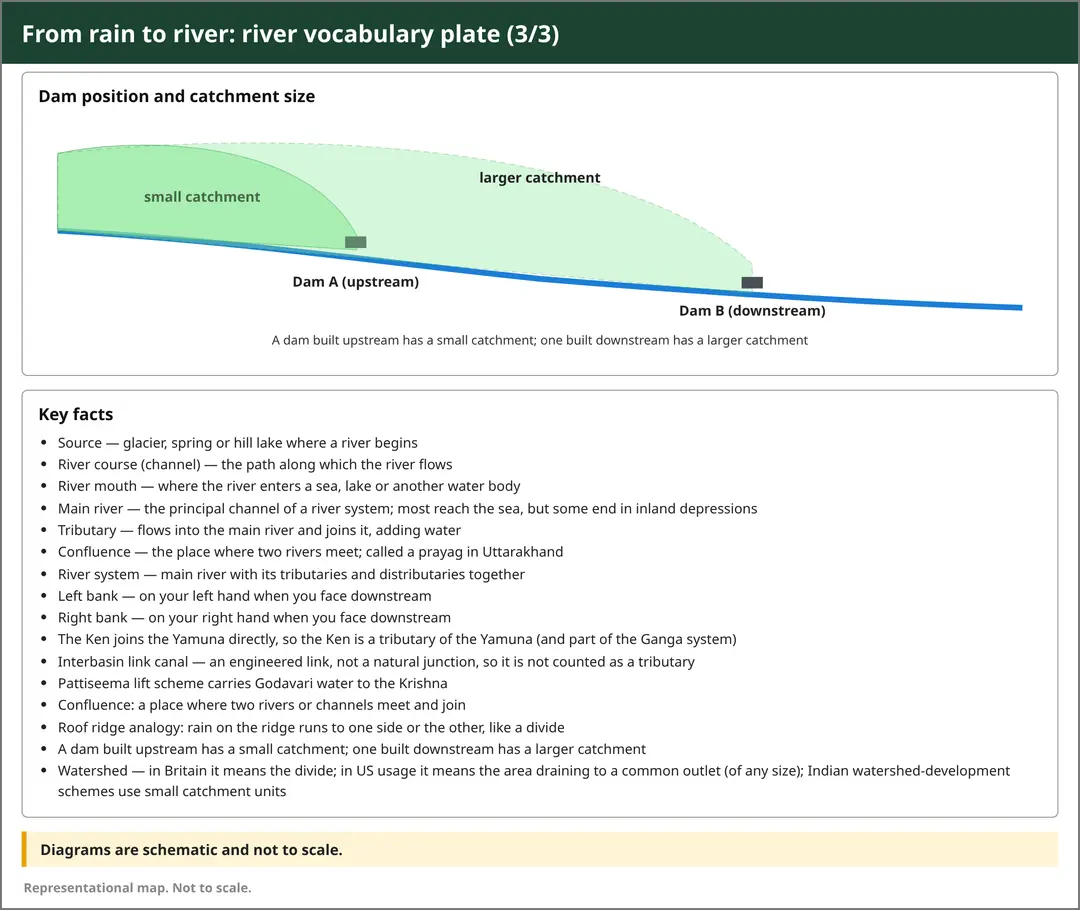 From rain to river: river vocabulary plate (3/3)
Dam position and catchment size
larger catchment
small catchment
Dam A (upstream)
Dam B (downstream)
A dam built upstream has a small catchment; one built downstream has a larger catchment
Key facts
• Source — glacier, spring or hill lake where a river begins
• River course (channel) — the path along which the river flows
• River mouth — where the river enters a sea, lake or another water body
• Main river — the principal channel of a river system; most reach the sea, but some end in inland depressions
• Tributary — flows into the main river and joins it, adding water
• Confluence — the place where two rivers meet; called a prayag in Uttarakhand
• River system — main river with its tributaries and distributaries together
• Left bank — on your left hand when you face downstream
• Right bank — on your right hand when you face downstream
• The Ken joins the Yamuna directly, so the Ken is a tributary of the Yamuna (and part of the Ganga system)
• Interbasin link canal — an engineered link, not a natural junction, so it is not counted as a tributary
• Pattiseema lift scheme carries Godavari water to the Krishna
• Confluence: a place where two rivers or channels meet and join
• Roof ridge analogy: rain on the ridge runs to one side or the other, like a divide
• A dam built upstream has a small catchment; one built downstream has a larger catchment
• Watershed — in Britain it means the divide; in US usage it means the area draining to a common outlet (of any size); Indian watershed-development
schemes use small catchment units
Diagrams are schematic and not to scale.
Representational map. Not to scale.